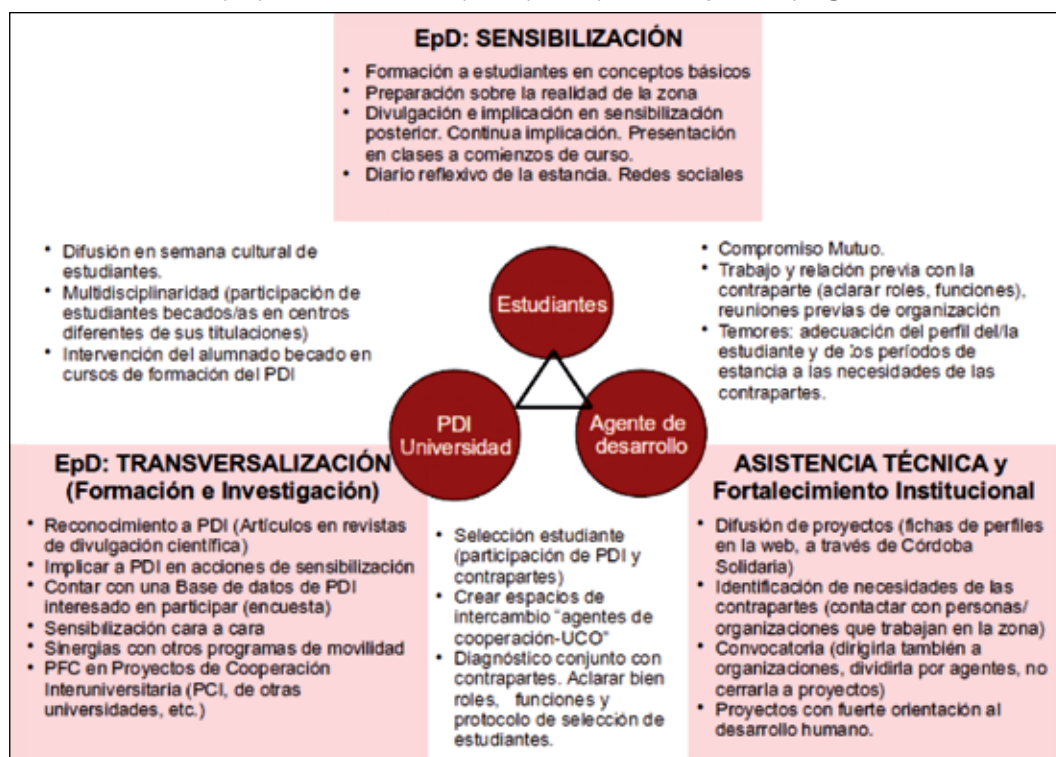 EpD: SENSIBILIZACIÓN
• Formación a estudiantes en conceptos básicos
• Preparación sobre la realidad de la zona
• Divulgación e implicación en sensibilización
posterior. Continua implicación. Presentación
en clases a comienzos de curso.
• Diario reflexivo de la estancia. Redes sociales
• Difusión en semana cultural de
estudiantes.
• Multidisciplinaridad (participación de
estudiantes becados/as en centros
diferentes de sus titulaciones)
• Intervención del alumnado becado en
cursos de formación del PDI
Estudiantes
• Compromiso Mutuo.
• Trabajo y relación previa con la
contraparte (aclarar roles, funciones),
reuniones previas de organización
• Temores: adecuación del perfil del/la
estudiante y de los períodos de
estancia a las necesidades de las
contrapartes.
PDI
Universidad
Agente de
desarrollo
EpD: TRANSVERSALIZACIÓN
(Formación e Investigación)
• Reconocimiento a PDI (Artículos en revistas
de divulgación científica)
• Implicar a PDI en acciones de sensibilización
• Contar con una Base de datos de PDI
interesado en participar (encuesta)
• Sensibilización cara a cara
• Sinergias con otros programas de movilidad
• PFC en Proyectos de Cooperación
Interuniversitaria (PCI, de otras
universidades, etc.)
• Selección estudiante
(participación de PDI y
contrapartes)
• Crear espacios de
intercambio “agentes de
cooperación-UCO”
• Diagnóstico conjunto con
contrapartes. Aclarar bien
roles, funciones y
protocolo de selección de
estudiantes.
ASISTENCIA TÉCNICA y
Fortalecimiento Institucional
• Difusión de proyectos (fichas de perfiles
en la web, a través de Córdoba
Solidaria)
• Identificación de necesidades de las
contrapartes (contactar con personas/
organizaciones que trabajan en la zona)
• Convocatoria (dirigirla también a
organizaciones, dividirla por agentes, no
cerrarla a proyectos)
• Proyectos con fuerte orientación al
desarrollo humano.